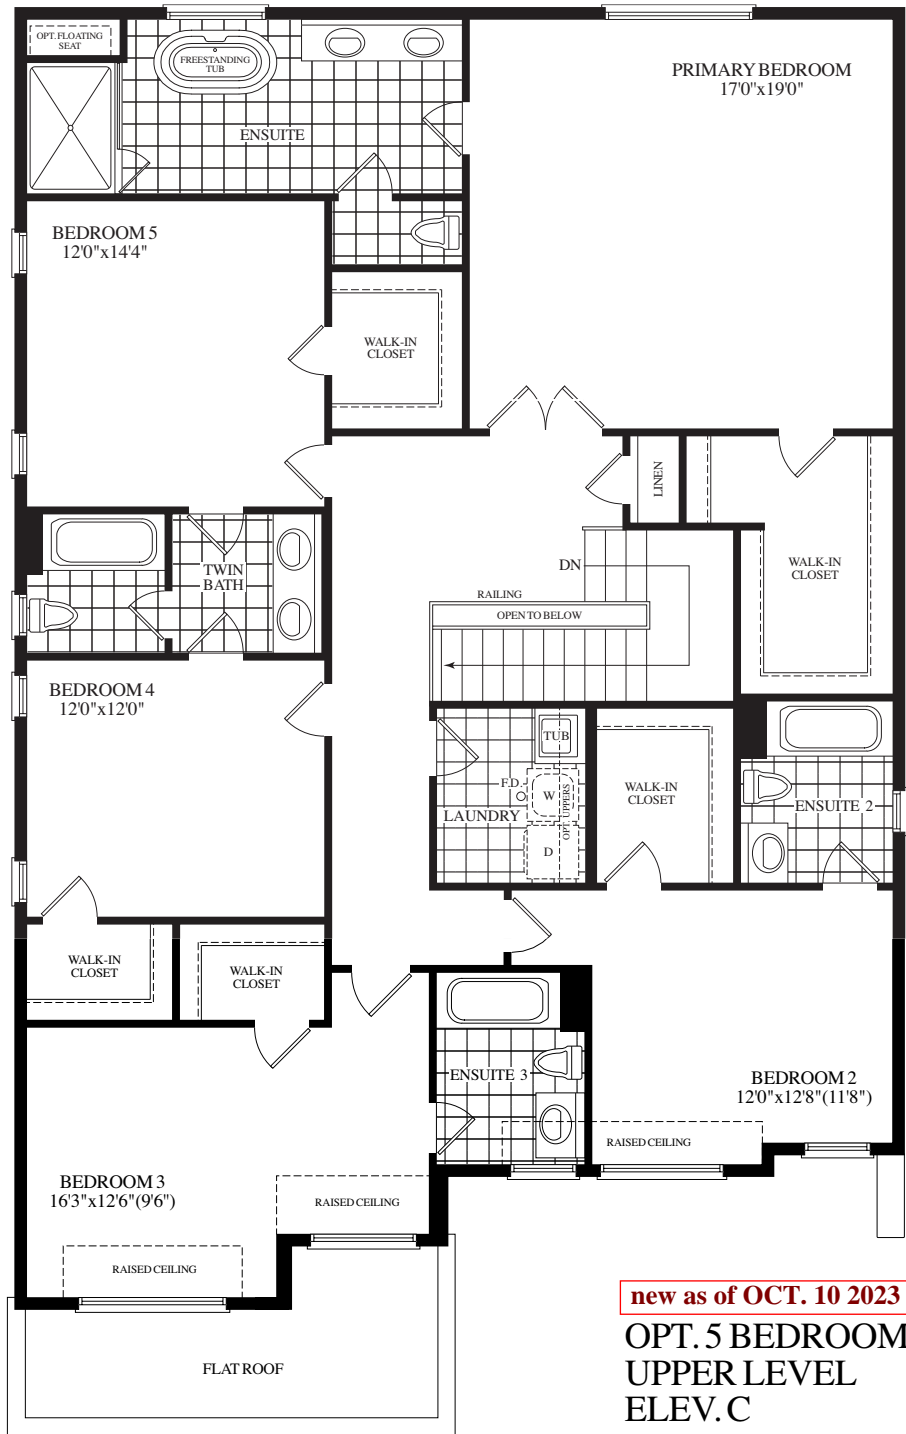 OPT. FLOATING
SEAT
FREESTANDING
TUB
ENSUITE
PRIMARY BEDROOM
17'0"x19'0"
BEDROOM 5
12'0"x14'4"
WALK-IN
CLOSET
LINEN
WALK-IN
CLOSET
TWIN
BATH
DN
RAILING
OPEN TO BELOW
BEDROOM 4
12'0"x12'0"
TUB
F.D.
W
OPT. UPPERS
LAUNDRY
D
WALK-IN
CLOSET
ENSUITE 2
WALK-IN
CLOSET
WALK-IN
CLOSET
ENSUITE 3
BEDROOM 2
12'0"x12'8"(11'8")
RAISED CEILING
BEDROOM 3
16'3"x12'6"(9'6")
RAISED CEILING
RAISED CEILING
FLAT ROOF
new as of OCT. 10 2023
OPT. 5 BEDROOM
UPPER LEVEL
ELEV. C